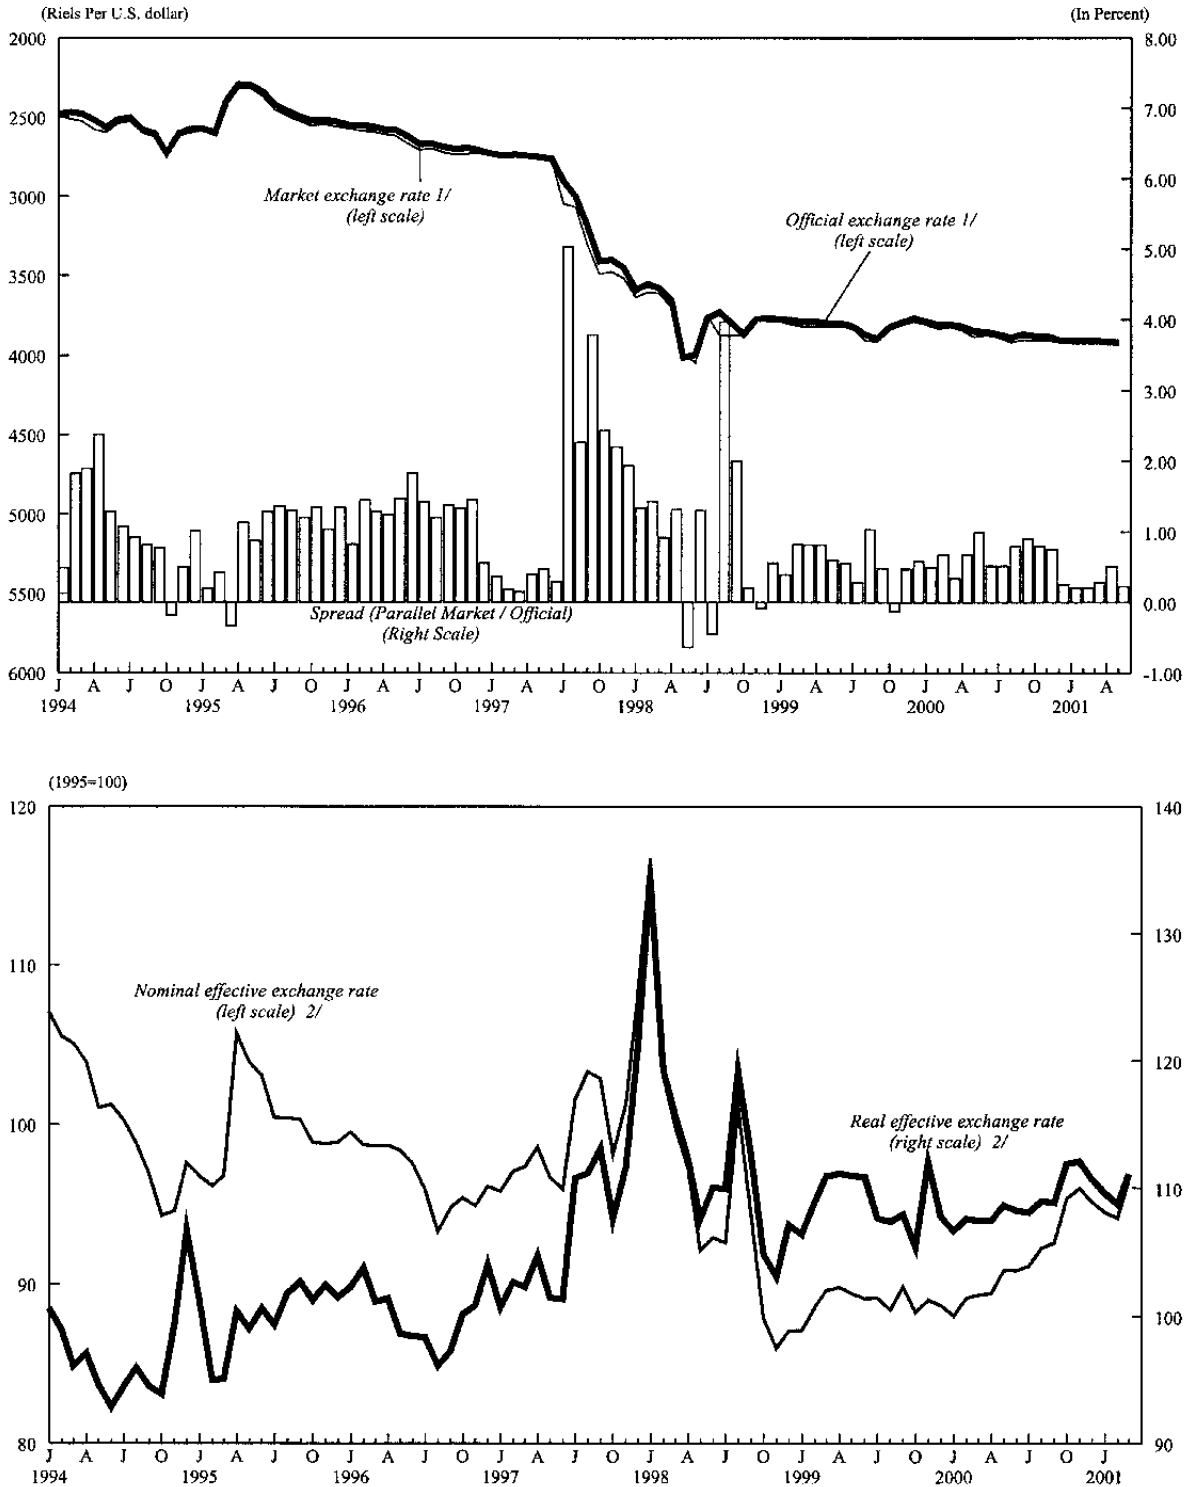 (Riels Per U.S. dollar)
(In Percent)
2000
2500
3000
3500
4000
4500
5000
5500
6000
8.00
7.00
6.00
5.00
4.00
3.00
2.00
1.00
0.00
-1.00
Market exchange rate 1/
(left scale)
Official exchange rate 1/
(left scale)
Spread (Parallel Market / Official)
(Right Scale)
J A J O J A J O J A J O J A J O J A J O J A J O J A J O J A
1994 1995 1996 1997 1998 1999 2000 2001
(1995=100)
120
110
100
90
80
140
130
120
110
100
90
Nominal effective exchange rate
(left scale) 2/
Real effective exchange rate
(right scale) 2/
J A J O J A J O J A J O J A J O J A J O J A J O J A J O J
1994 1995 1996 1997 1998 1999 2000 2001